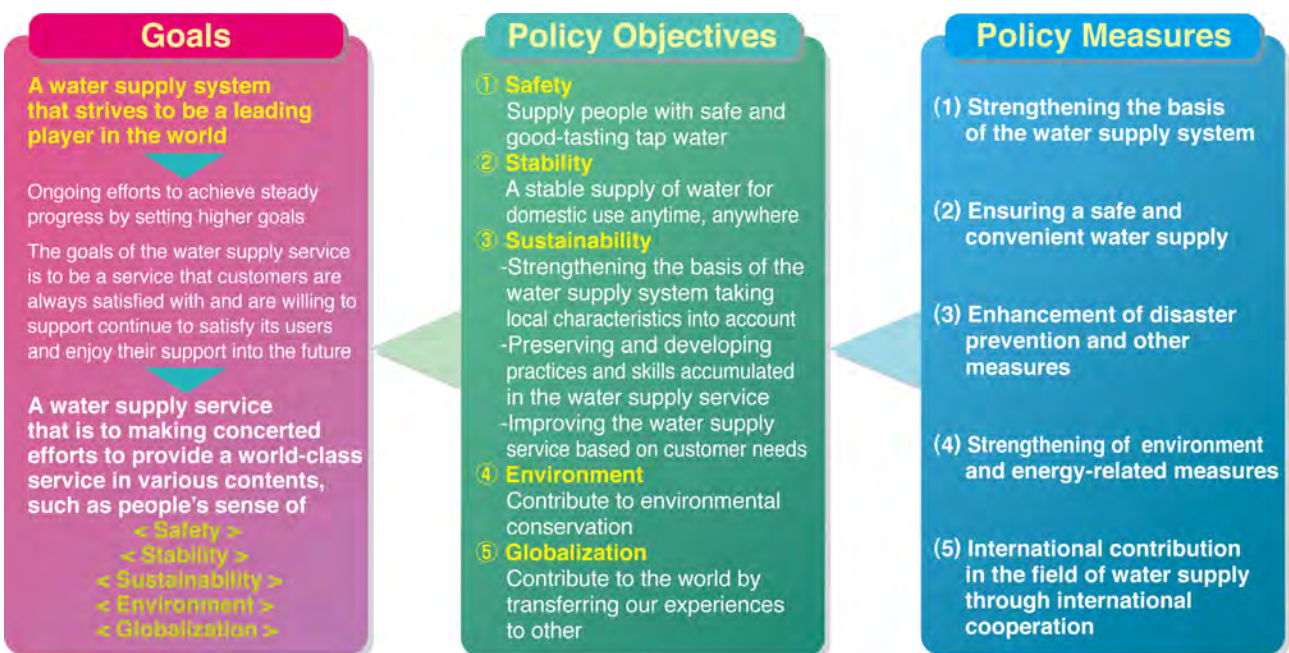 Goals
A water supply system
that strives to be a leading
player in the world
Ongoing efforts to achieve steady
progress by setting higher goals
The goals of the water supply service
is to be a service that customers are
always satisfied with and are willing to
support continue to satisfy its users
and enjoy their support into the future
A water supply service
that is to making concerted
efforts to provide a world-class
service in various contents,
such as people's sense of
< Safety >
< Stability >
< Sustainability >
< Environment >
< Globalization >
Policy Objectives
① Safety
Supply people with safe and
good-tasting tap water
② Stability
A stable supply of water for
domestic use anytime, anywhere
③ Sustainability
-Strengthening the basis of the
water supply system taking
local characteristics into account
-Preserving and developing
practices and skills accumulated
in the water supply service
-Improving the water supply
service based on customer needs
④ Environment
Contribute to environmental
conservation
⑤ Globalization
Contribute to the world by
transferring our experiences
to other
Policy Measures
(1) Strengthening the basis
of the water supply system
(2) Ensuring a safe and
convenient water supply
(3) Enhancement of disaster
prevention and other
measures
(4) Strengthening of environment
and energy-related measures
(5) International contribution
in the field of water supply
through international
cooperation